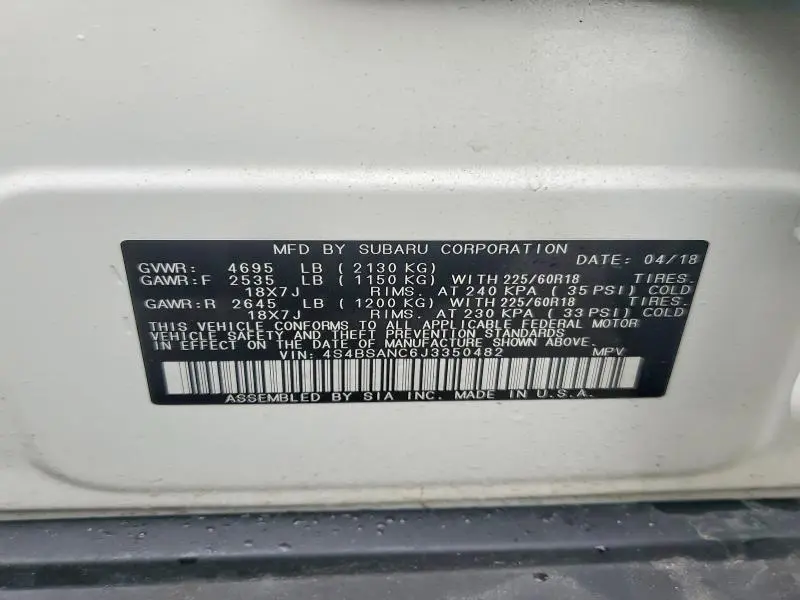 MFD BY SUBARU CORPORATION DATE: 04/18
GVWR: 4695 LB ( 2130 KG)
GAWR:F 2535 LB ( 1150 KG) WITH 225/60R18 TIRES.
18X7J RIMS. AT 240 KPA ( 35 PSI) COLD
GAWR:R 2645 LB ( 1200 KG) WITH 225/60R18 TIRES.
18X7J RIMS. AT 230 KPA ( 33 PSI) COLD
THIS VEHICLE CONFORMS TO ALL APPLICABLE FEDERAL MOTOR
VEHICLE SAFETY AND THEFT PREVENTION STANDARDS
IN EFFECT ON THE DATE OF MANUFACTURE SHOWN ABOVE.
VIN: 4S4BSANC6J3350482 MPV
ASSEMBLED BY SIA INC. MADE IN U.S.A.